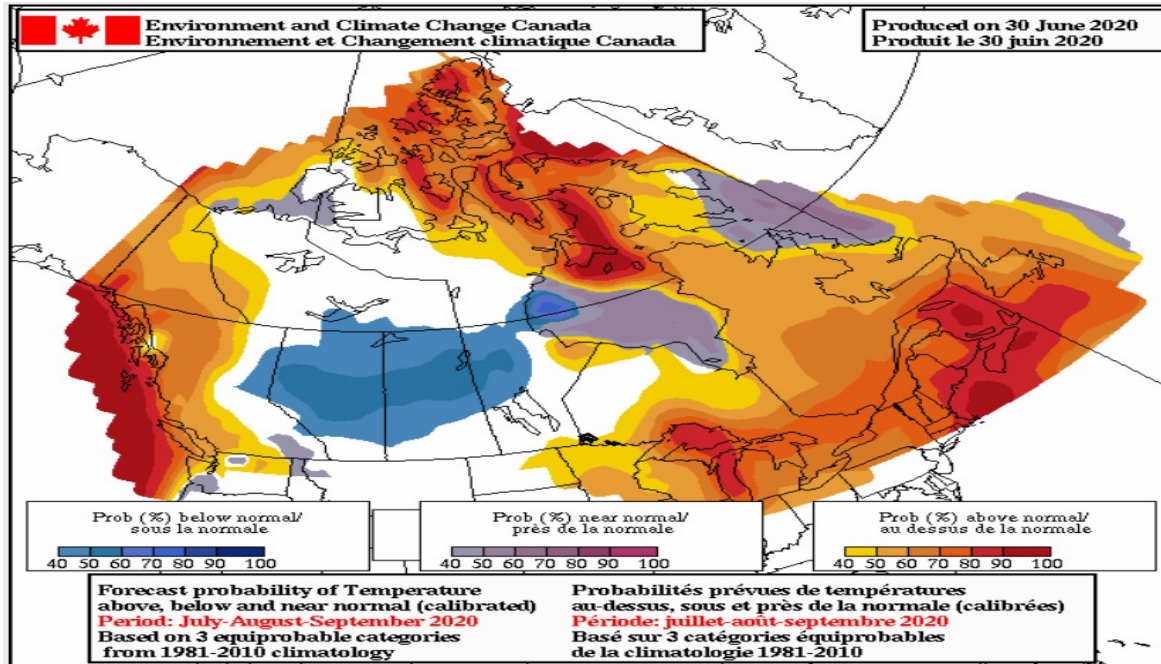 Environment and Climate Change Canada
Environnement et Changement climatique Canada
Produced on 30 June 2020
Produit le 30 juin 2020
Prob (%) below normal/
sous la normale
40 50 60 70 80 90 100
Prob (%) near normal/
près de la normale
40 50 60 70 80 90 100
Prob (%) above normal/
au dessus de la normale
40 50 60 70 80 90 100
Forecast probability of Temperature
above, below and near normal (calibrated)
Period: July-August-September 2020
Based on 3 equiprobable categories
from 1981-2010 climatology
Probabilités prévues de températures
au-dessus, sous et près de la normale (calibrées)
Période: juillet-août-septembre 2020
Basé sur 3 catégories équiprobables
de la climatologie 1981-2010